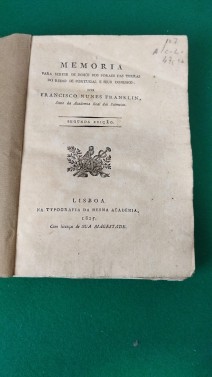 MEMORIA
PARA SERVIR DE INDICE DOS FORAES DAS TERRAS
DO REINO DE PORTUGAL E SEUS DOMINIOS.
POR
FRANCISCO NUNES FRANKLIN,
Socio da Academia Real das Sciencias.
SEGUNDA EDIÇÃO.
LISBOA
NA TYPOGRAFIA DA MESMA ACADEMIA.
1825.
Com licença de SUA MAGESTADE.